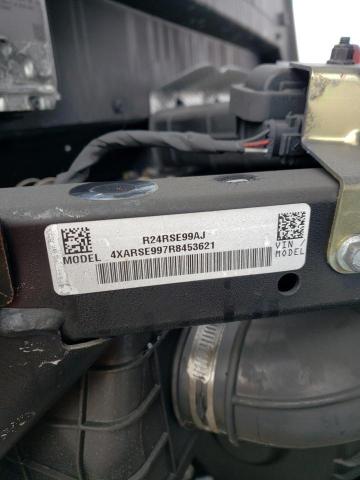 R24RSE99AJ
MODEL 4XARSE997R8453621
VIN /
MODEL